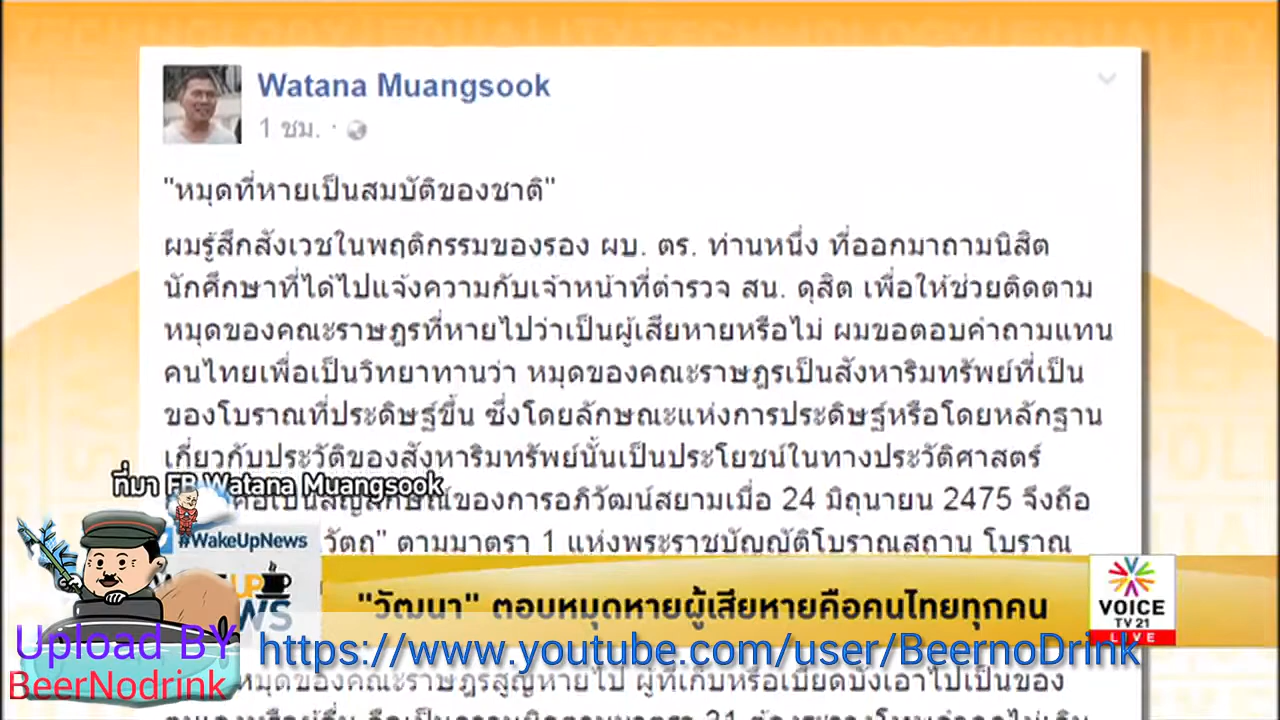 Watana Muangsook
1 ชม. ·
"หมุดที่หายเป็นสมบัติของชาติ"
ผมรู้สึกสังเวชในพฤติกรรมของรอง ผบ. ตร. ท่านหนึ่ง ที่ออกมาถามนิสิต
นักศึกษาที่ได้ไปแจ้งความกับเจ้าหน้าที่ตำรวจ สน. ดุสิต เพื่อให้ช่วยติดตาม
หมุดของคณะราษฎรที่หายไปว่าเป็นผู้เสียหายหรือไม่ ผมขอตอบคำถามแทน
คนไทยเพื่อเป็นวิทยาทานว่า หมุดของคณะราษฎรเป็นสังหาริมทรัพย์ที่เป็น
ของโบราณที่ประดิษฐ์ขึ้น ซึ่งโดยลักษณะแห่งการประดิษฐ์หรือโดยหลักฐาน
เกี่ยวกับประวัติของสังหาริมทรัพย์นั้นเป็นประโยชน์ในทางประวัติศาสตร์
ที่มา FB Watana Muangsook
คือเป็นสัญลักษณ์ของการอภิวัฒน์สยามเมื่อ 24 มิถุนายน 2475 จึงถือ
#WakeUpNews
วัตถุ" ตามมาตรา 1 แห่งพระราชบัญญัติโบราณสถาน โบราณ
"วัฒนา" ตอบหมุดหายผู้เสียหายคือคนไทยทุกคน
VOICE
TV 21
LIVE
Upload BY
https://www.youtube.com/user/BeernoDrink
BeerNodrink
หมุดของคณะราษฎรสูญหายไป ผู้ที่เก็บหรือเบียดบังเอาไปเป็นของ